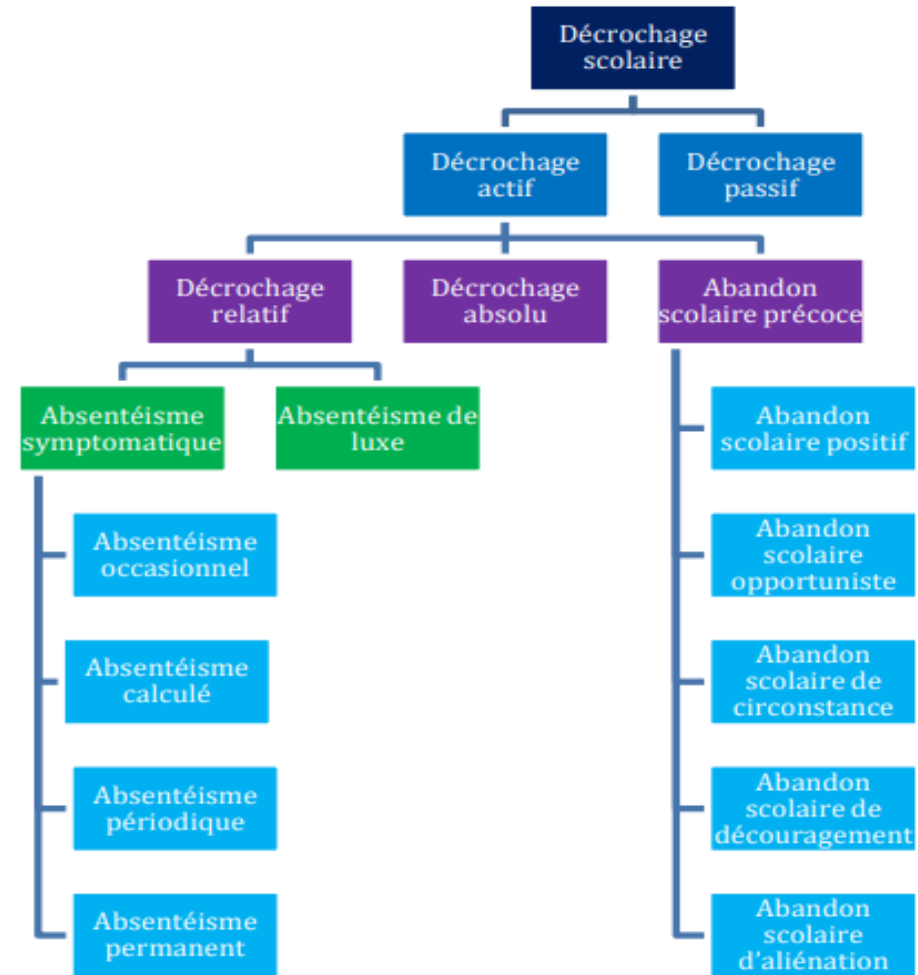 Décrochage
scolaire
Décrochage
actif
Décrochage
passif
Décrochage
relatif
Décrochage
absolu
Abandon
scolaire précoce
Absentéisme
symptomatique
Absentéisme de
luxe
Absentéisme
occasionnel
Absentéisme
calculé
Absentéisme
périodique
Absentéisme
permanent
Abandon
scolaire positif
Abandon
scolaire
opportuniste
Abandon
scolaire de
circonstance
Abandon
scolaire de
découragement
Abandon
scolaire
d'aliénation